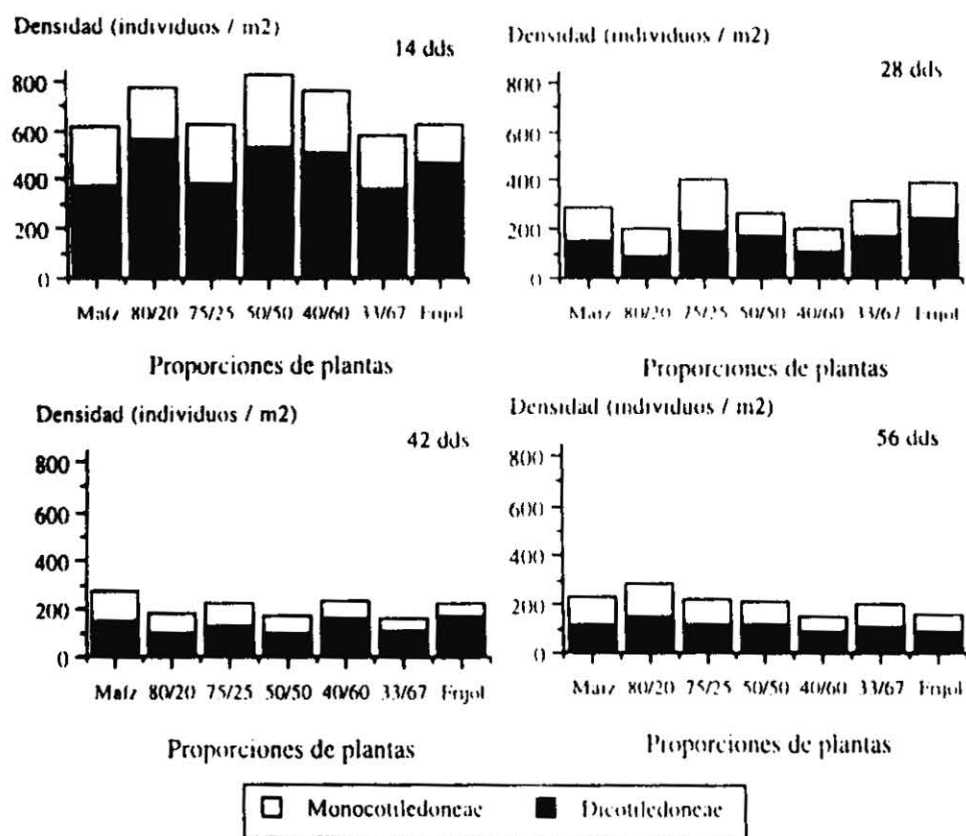 Densidad (individuos / m2)
14 dds
800
600
400
200
0
Maíz 80/20 75/25 50/50 40/60 33/67 Frijol
Proporciones de plantas
Densidad (individuos / m2)
28 dds
800
600
400
200
0
Maíz 80/20 75/25 50/50 40/60 33/67 Frijol
Proporciones de plantas
Densidad (individuos / m2)
42 dds
800
600
400
200
0
Maíz 80/20 75/25 50/50 40/60 33/67 Frijol
Proporciones de plantas
Densidad (individuos / m2)
56 dds
800
600
400
200
0
Maíz 80/20 75/25 50/50 40/60 33/67 Frijol
Proporciones de plantas
Monocotiledoneae Dicotiledoneae